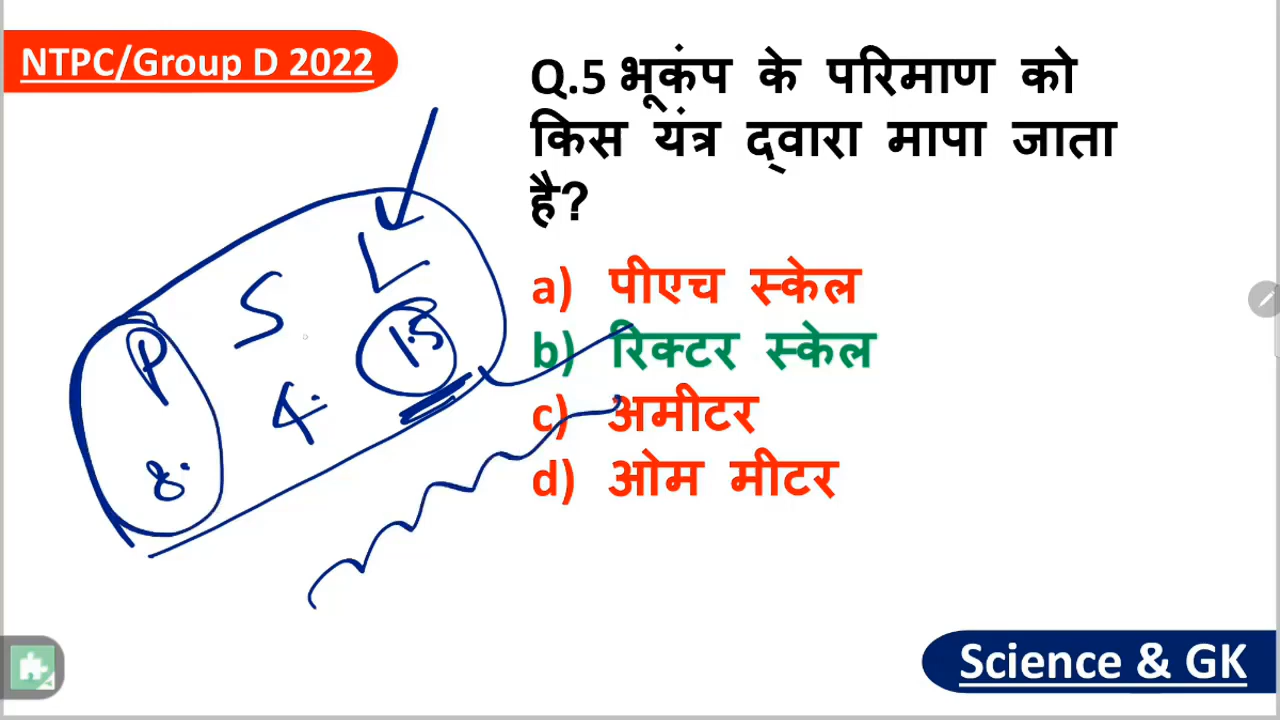 NTPC/Group D 2022
Q.5 भूकंप के परिमाण को
किस यंत्र द्वारा मापा जाता
है?
a) पीएच स्केल
b) रिक्टर स्केल
c) अमीटर
d) ओम मीटर
P S L
8. 4. 1.5
Science & GK